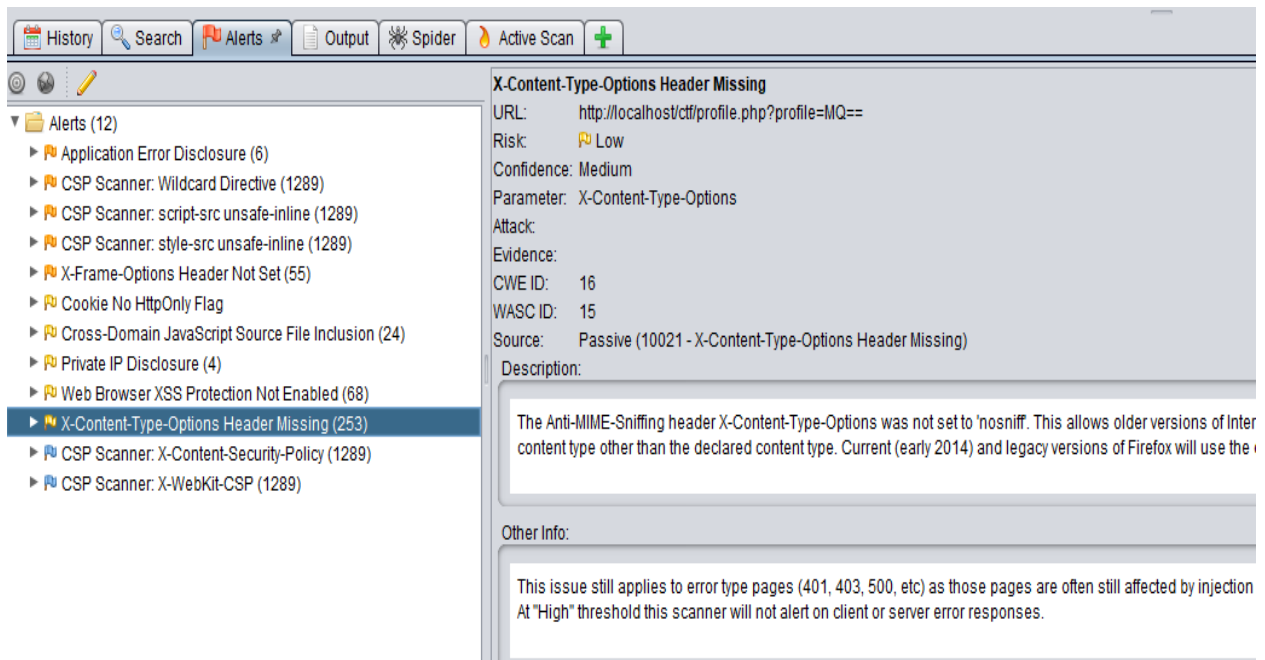 History Search Alerts Output Spider Active Scan
Alerts (12)
Application Error Disclosure (6)
CSP Scanner: Wildcard Directive (1289)
CSP Scanner: script-src unsafe-inline (1289)
CSP Scanner: style-src unsafe-inline (1289)
X-Frame-Options Header Not Set (55)
Cookie No HttpOnly Flag
Cross-Domain JavaScript Source File Inclusion (24)
Private IP Disclosure (4)
Web Browser XSS Protection Not Enabled (68)
X-Content-Type-Options Header Missing (253)
CSP Scanner: X-Content-Security-Policy (1289)
CSP Scanner: X-WebKit-CSP (1289)
X-Content-Type-Options Header Missing
URL: http://localhost/ctf/profile.php?profile=MQ==
Risk: Low
Confidence: Medium
Parameter: X-Content-Type-Options
Attack:
Evidence:
CWE ID: 16
WASC ID: 15
Source: Passive (10021 - X-Content-Type-Options Header Missing)
Description:
The Anti-MIME-Sniffing header X-Content-Type-Options was not set to 'nosniff'. This allows older versions of Inter
content type other than the declared content type. Current (early 2014) and legacy versions of Firefox will use the
Other Info:
This issue still applies to error type pages (401, 403, 500, etc) as those pages are often still affected by injection
At "High" threshold this scanner will not alert on client or server error responses.